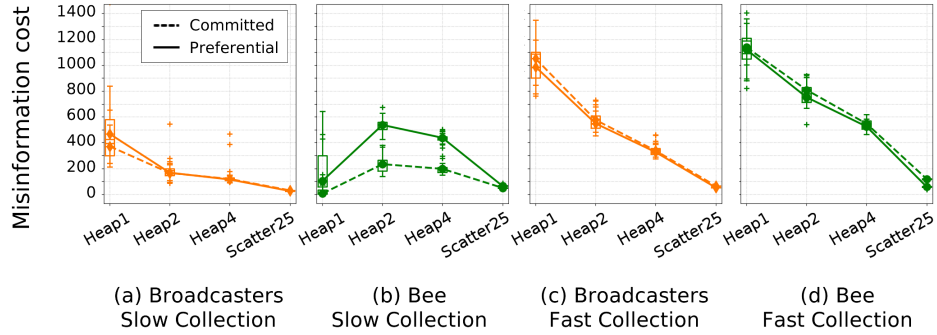 Misinformation cost
1400
1200
1000
800
600
400
200
0
Committed
Preferential
Heap1
Heap2
Heap4
Scatter25
Heap1
Heap2
Heap4
Scatter25
Heap1
Heap2
Heap4
Scatter25
Heap1
Heap2
Heap4
Scatter25
(a) Broadcasters
Slow Collection
(b) Bee
Slow Collection
(c) Broadcasters
Fast Collection
(d) Bee
Fast Collection